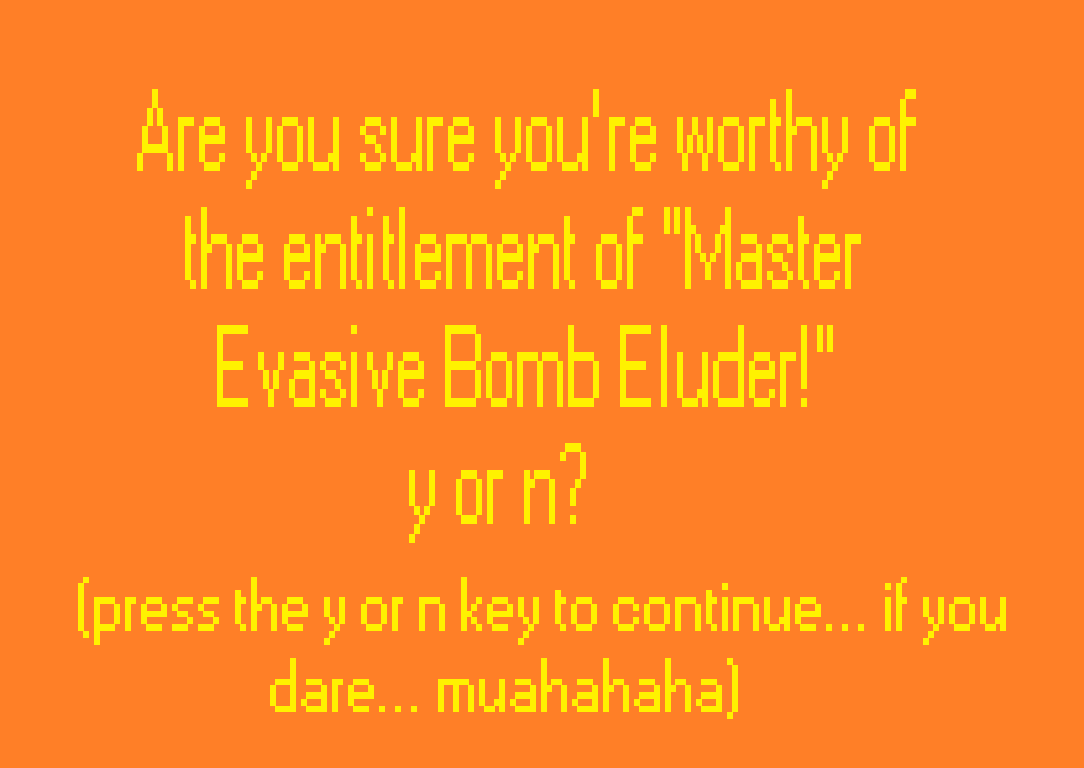 Are you sure you're worthy of
the entitlement of "Master
Evasive Bomb Eluder!"
y or n?
(press the y or n key to continue... if you
dare... muahahaha)